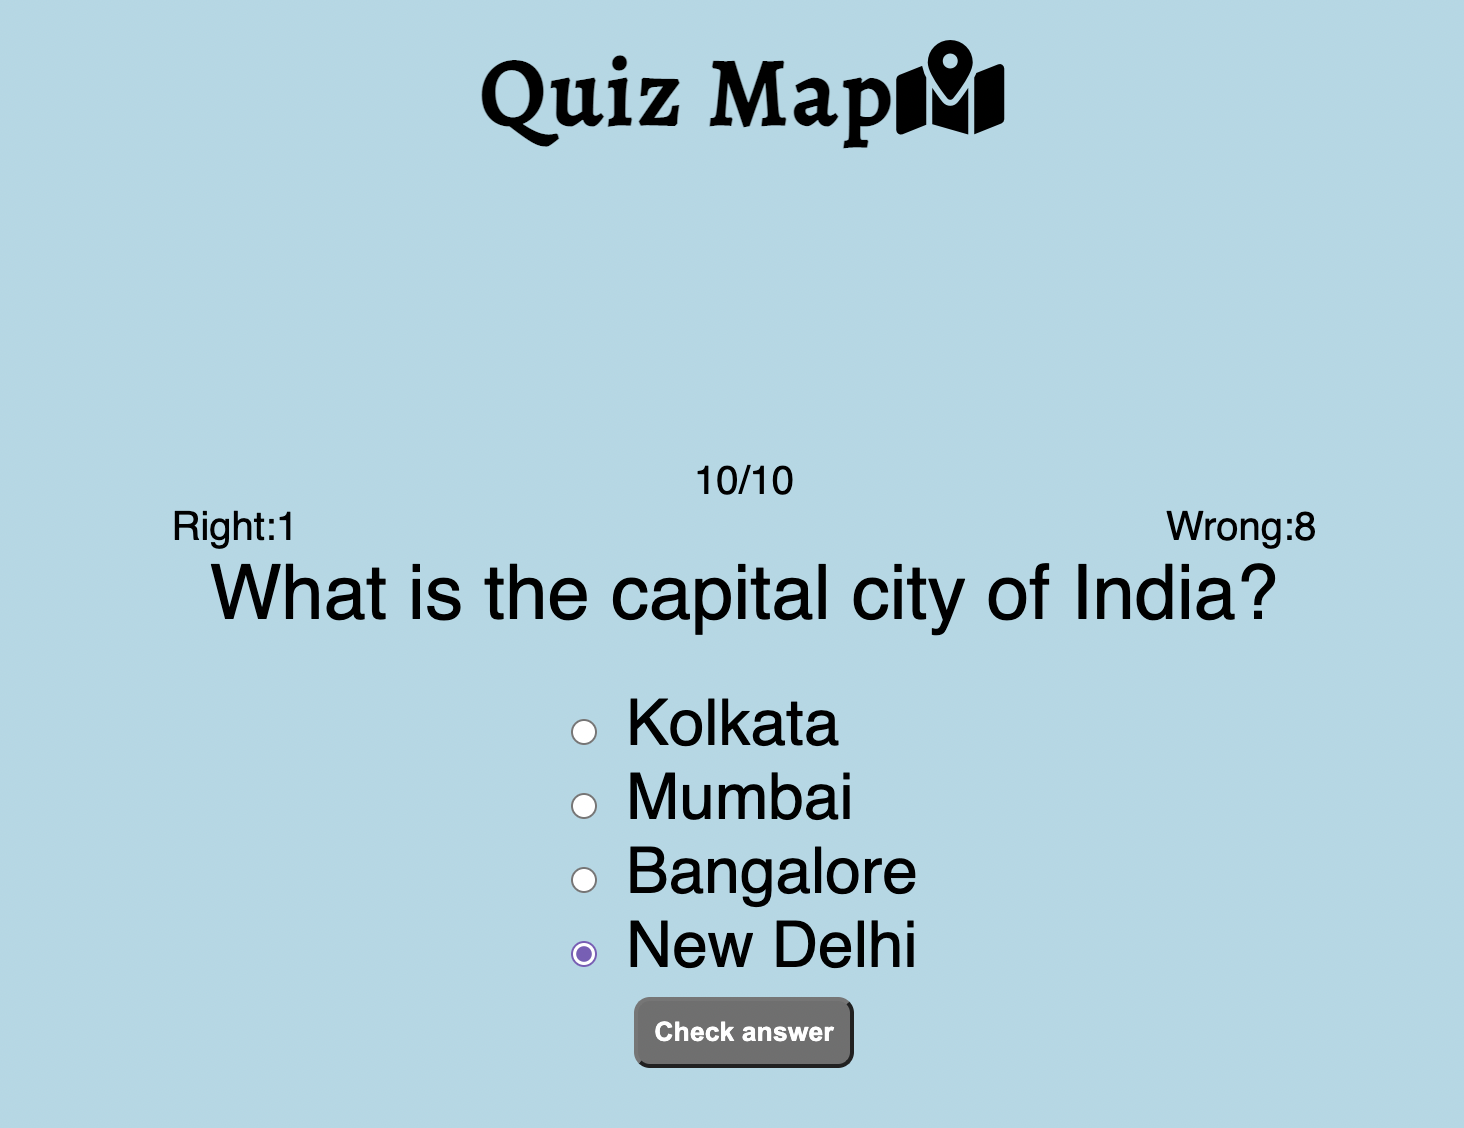 Quiz Map
10/10
Right:1
Wrong:8
What is the capital city of India?
Kolkata
Mumbai
Bangalore
New Delhi
Check answer